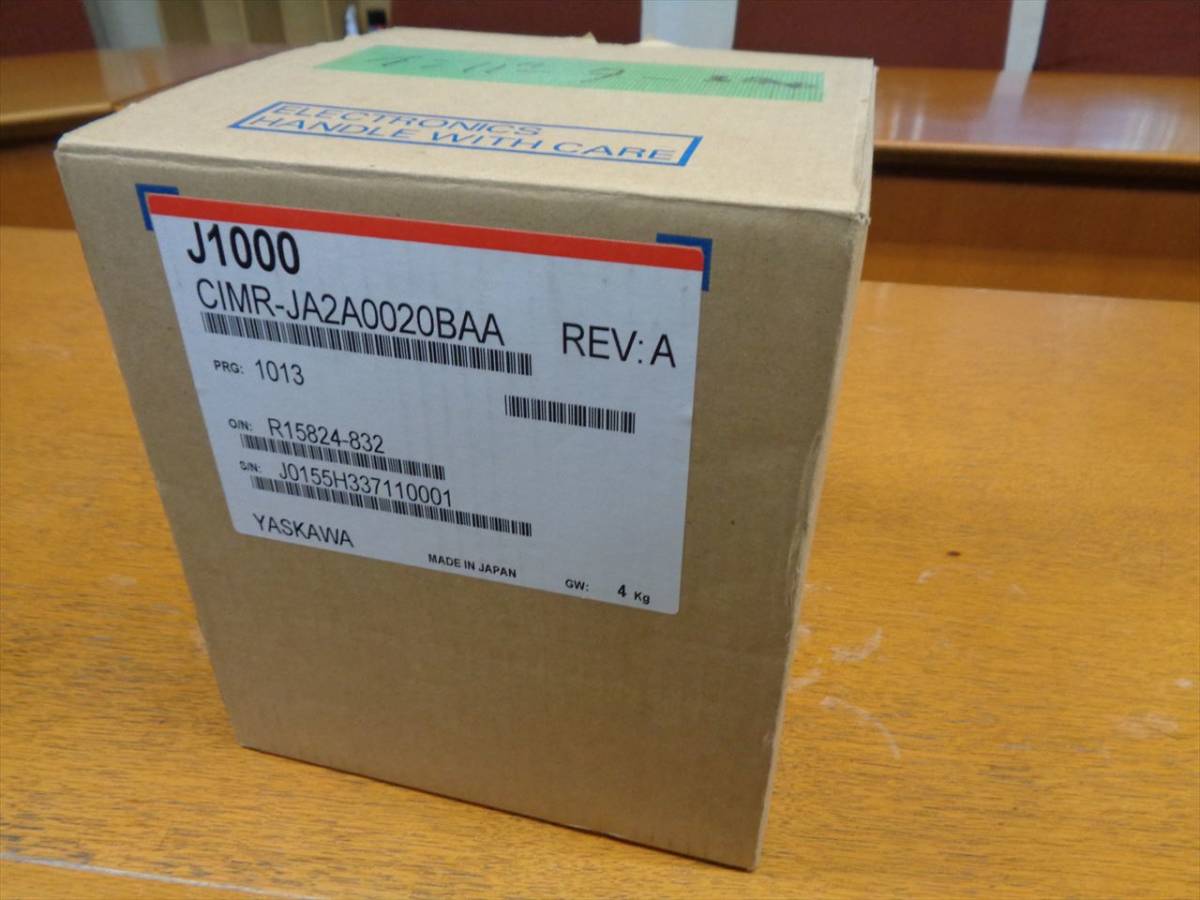 ELECTRONICS
HANDLE WITH CARE
J1000
CIMR-JA2A0020BAA REV: A
PRG: 1013
O/N: R15824-832
S/N: J0155H337110001
YASKAWA
MADE IN JAPAN
GW: 4 Kg